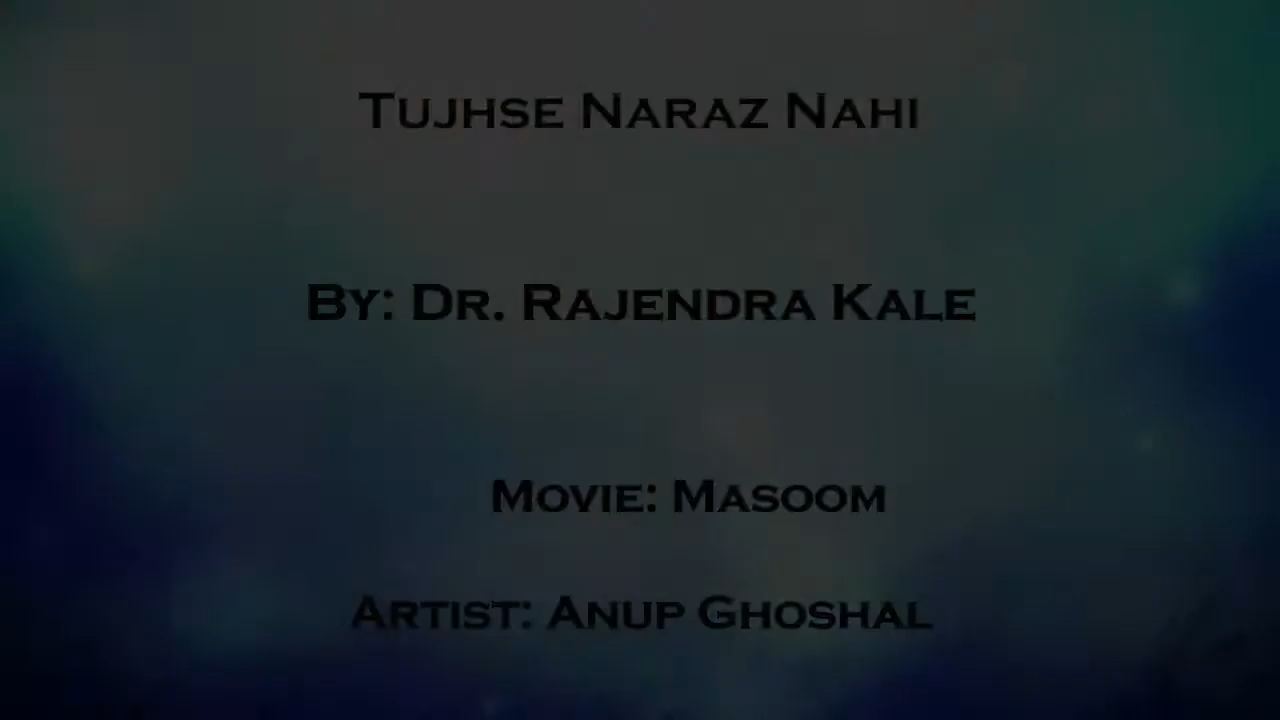 Tujhse Naraz Nahi
By: Dr. Rajendra Kale
Movie: Masoom
Artist: Anup Ghoshal